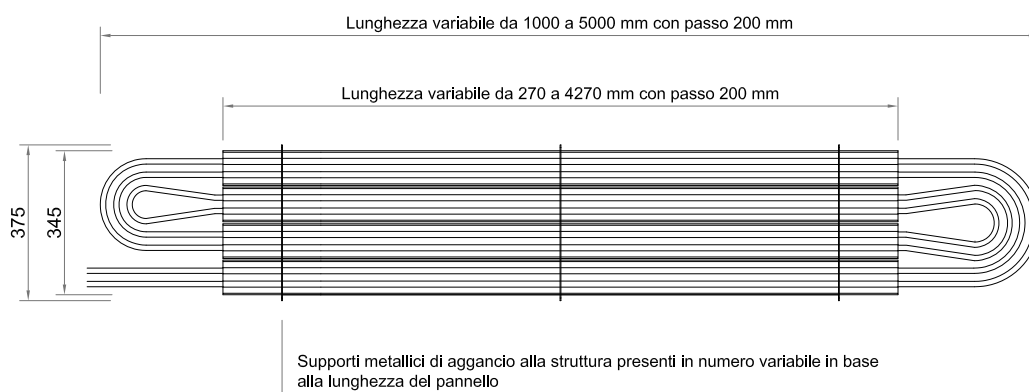 Lunghezza variabile da 1000 a 5000 mm con passo 200 mm
Lunghezza variabile da 270 a 4270 mm con passo 200 mm
375
345
Supporti metallici di aggancio alla struttura presenti in numero variabile in base
alla lunghezza del pannello